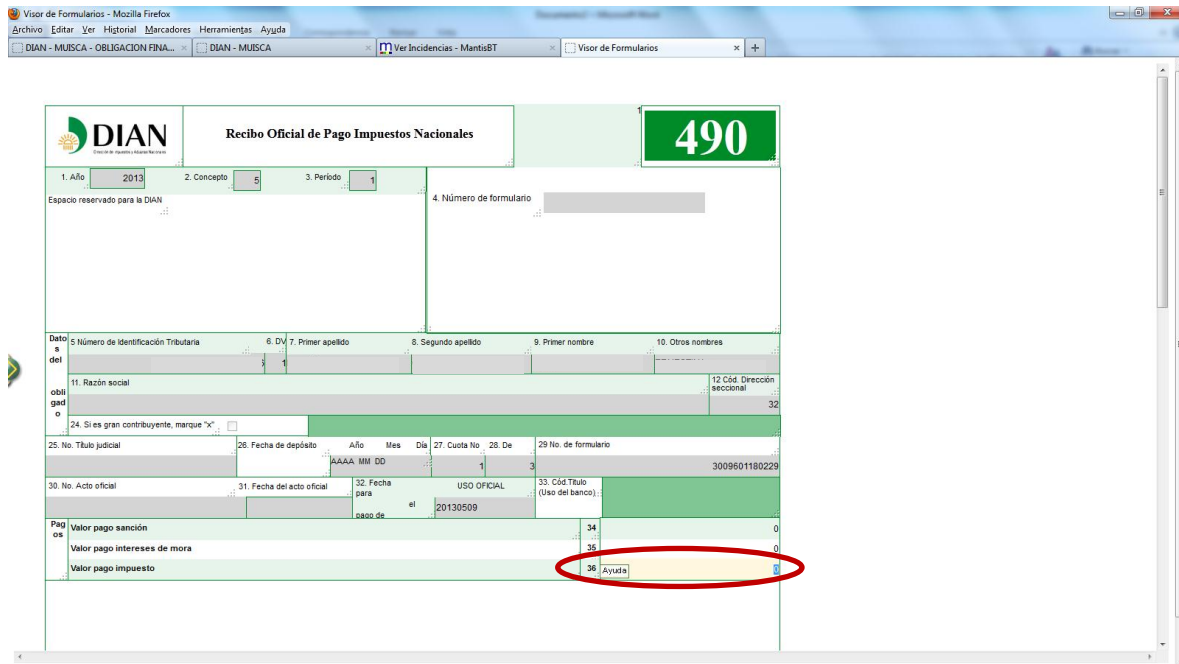 Visor de Formularios - Mozilla Firefox
Archivo Editar Ver Historial Marcadores Herramientas Ayuda
DIAN - MUISCA - OBLIGACION FINA... × DIAN - MUISCA × Ver Incidencias - MantisBT × Visor de Formularios × +
DIAN
Recibo Oficial de Pago Impuestos Nacionales
1
490
1. Año 2013 2. Concepto 5 3. Período 1
Espacio reservado para la DIAN
4. Número de formulario
Datos del obligado
5 Número de Identificación Tributaria 6. DV 7. Primer apellido 8. Segundo apellido 9. Primer nombre 10. Otros nombres
1
11. Razón social 12 Cód. Dirección seccional
32
24. Si es gran contribuyente, marque "x"
25. No. Título judicial 26. Fecha de depósito Año Mes Día 27. Cuota No 28. De 29 No. de formulario
AAAA MM DD 1 3 3009601180229
30. No. Acto oficial 31. Fecha del acto oficial 32. Fecha para el pago de USO OFICIAL 33. Cód.Titulo (Uso del banco)
20130509
Pagos
Valor pago sanción 34 0
Valor pago intereses de mora 35 0
Valor pago impuesto 36 Ayuda 0